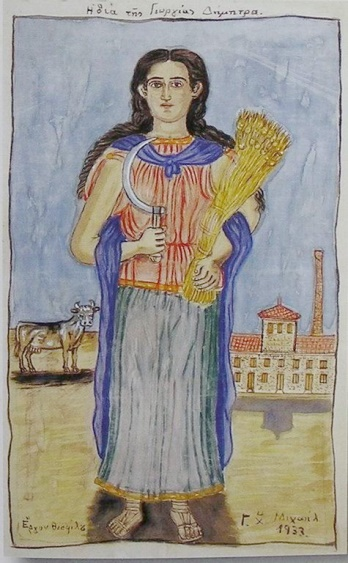 Η θεά της Γεωργίας Δήμητρα.
Έργον Θεοφίλου
Γ. Χ Μιχαήλ
1933.